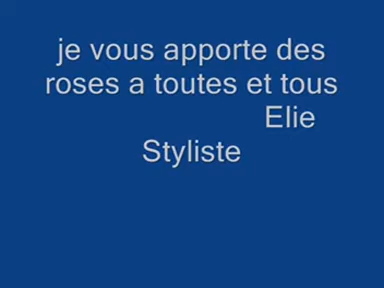 je vous apporte des
roses a toutes et tous
Elie
Styliste